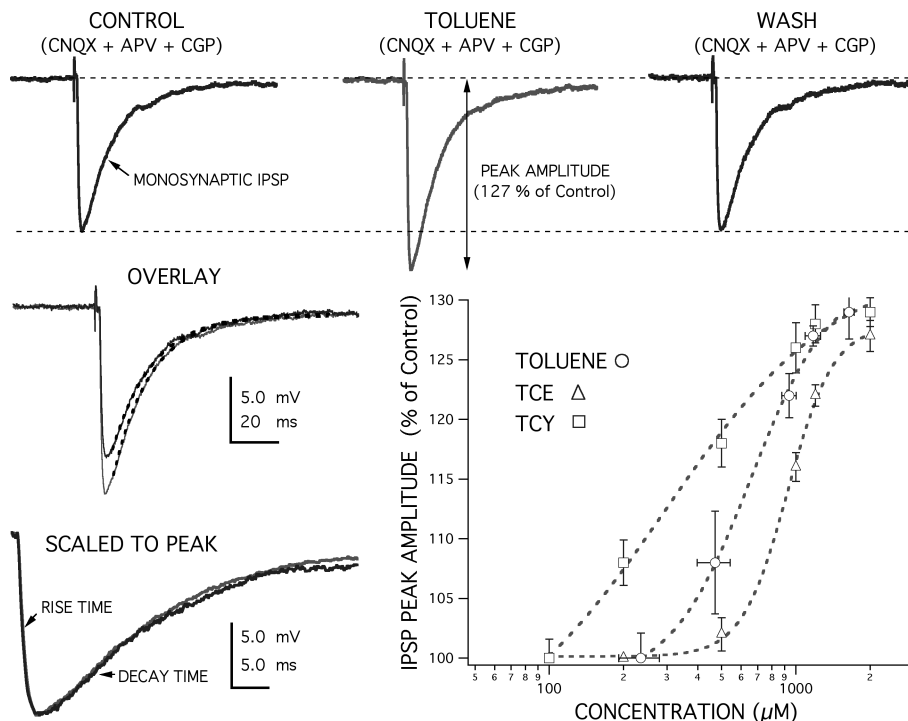 CONTROL
(CNQX + APV + CGP)
TOLUENE
(CNQX + APV + CGP)
WASH
(CNQX + APV + CGP)
MONOSYNAPTIC IPSP
PEAK AMPLITUDE
(127 % of Control)
OVERLAY
5.0 mV
20 ms
SCALED TO PEAK
RISE TIME
DECAY TIME
5.0 mV
5.0 ms
IPSP PEAK AMPLITUDE (% of Control)
130
125
120
115
110
105
100
TOLUENE
TCE
TCY
5 6 7 8 9 100 2 3 4 5 6 7 8 9 1000 2
CONCENTRATION (µM)